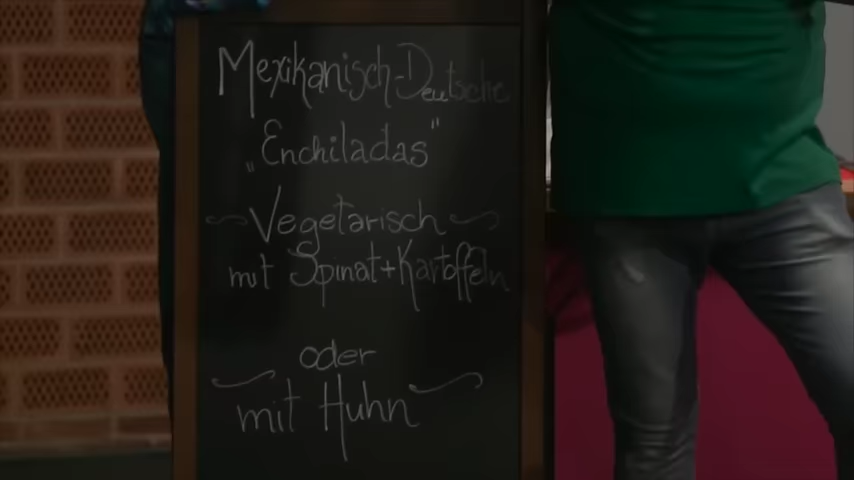 Mexikanisch-Deutsche
„Enchiladas"
Vegetarisch
mit Spinat+Kartoffeln
oder
mit Huhn